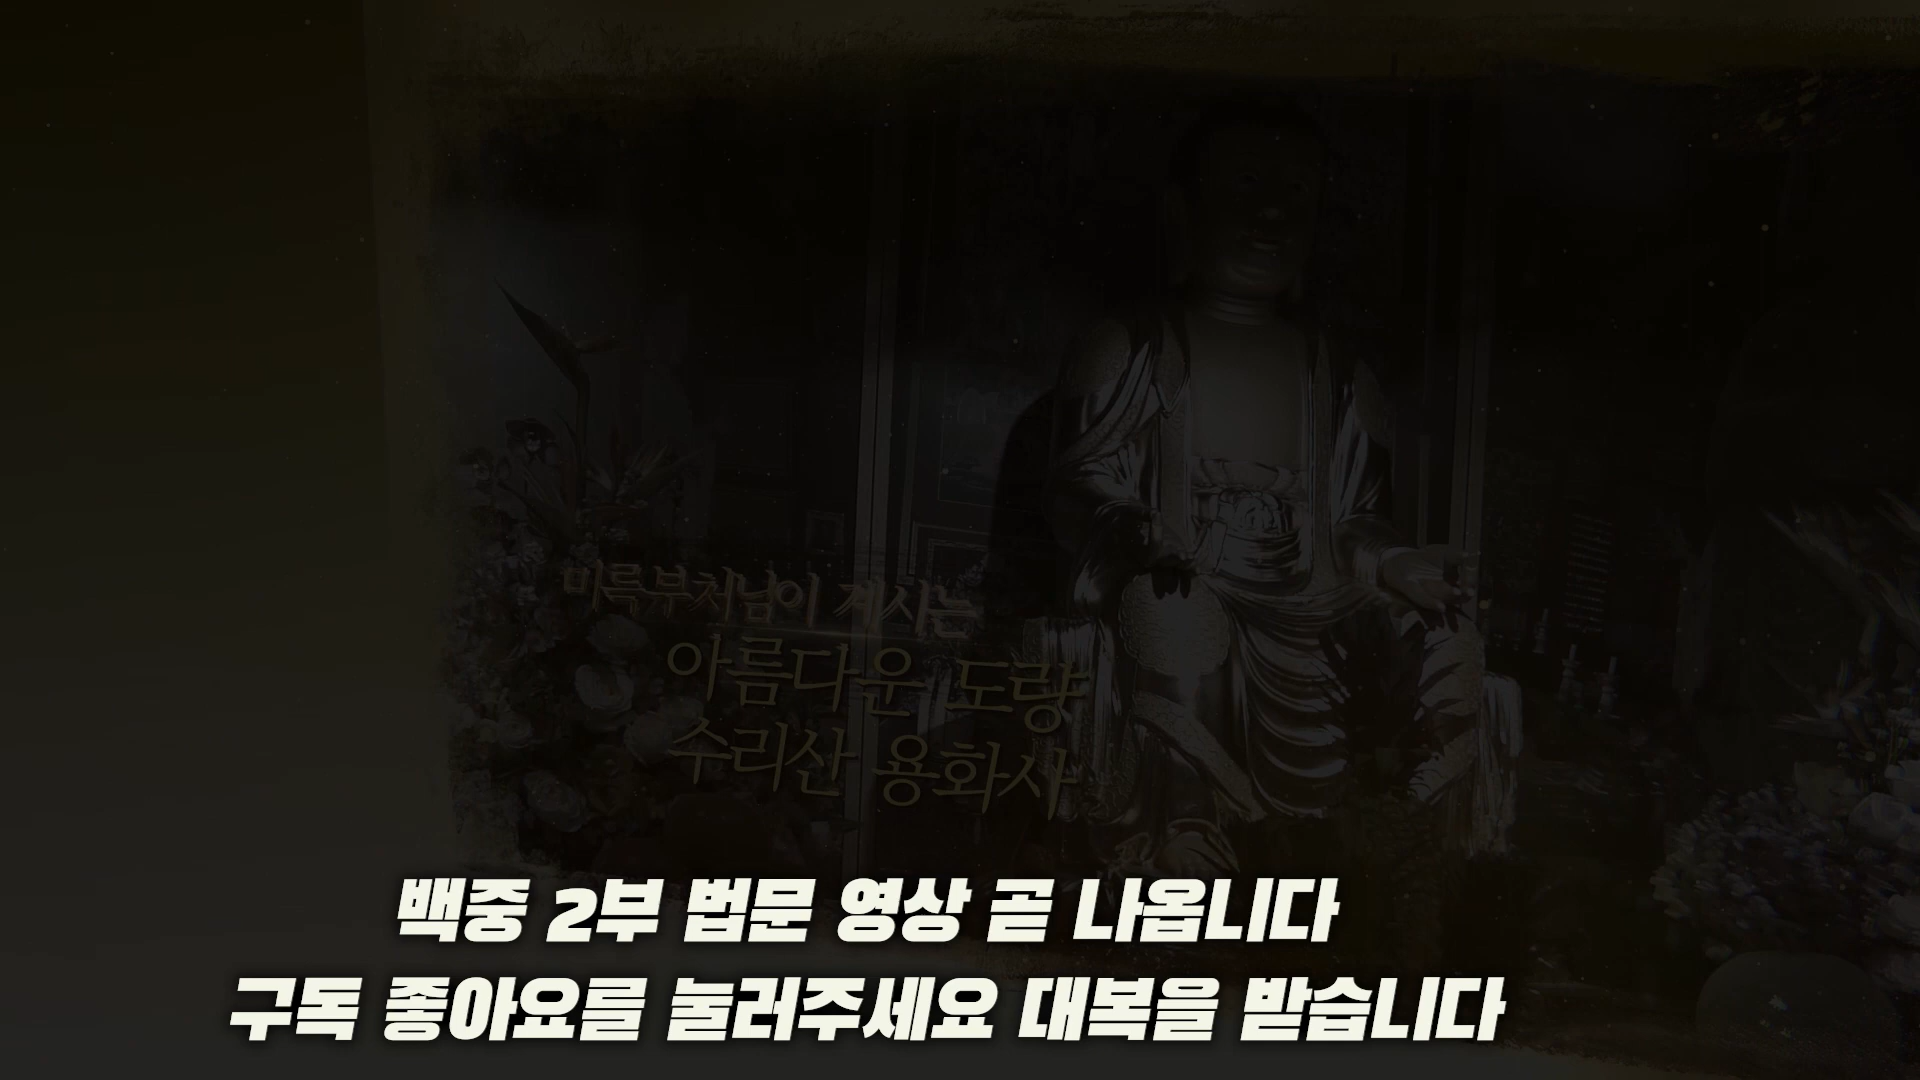 미륵부처님이 계시는
아름다운 도량
수리산 용화사
백중 2부 법문 영상 곧 나옵니다
구독 좋아요를 눌러주세요 대복을 받습니다